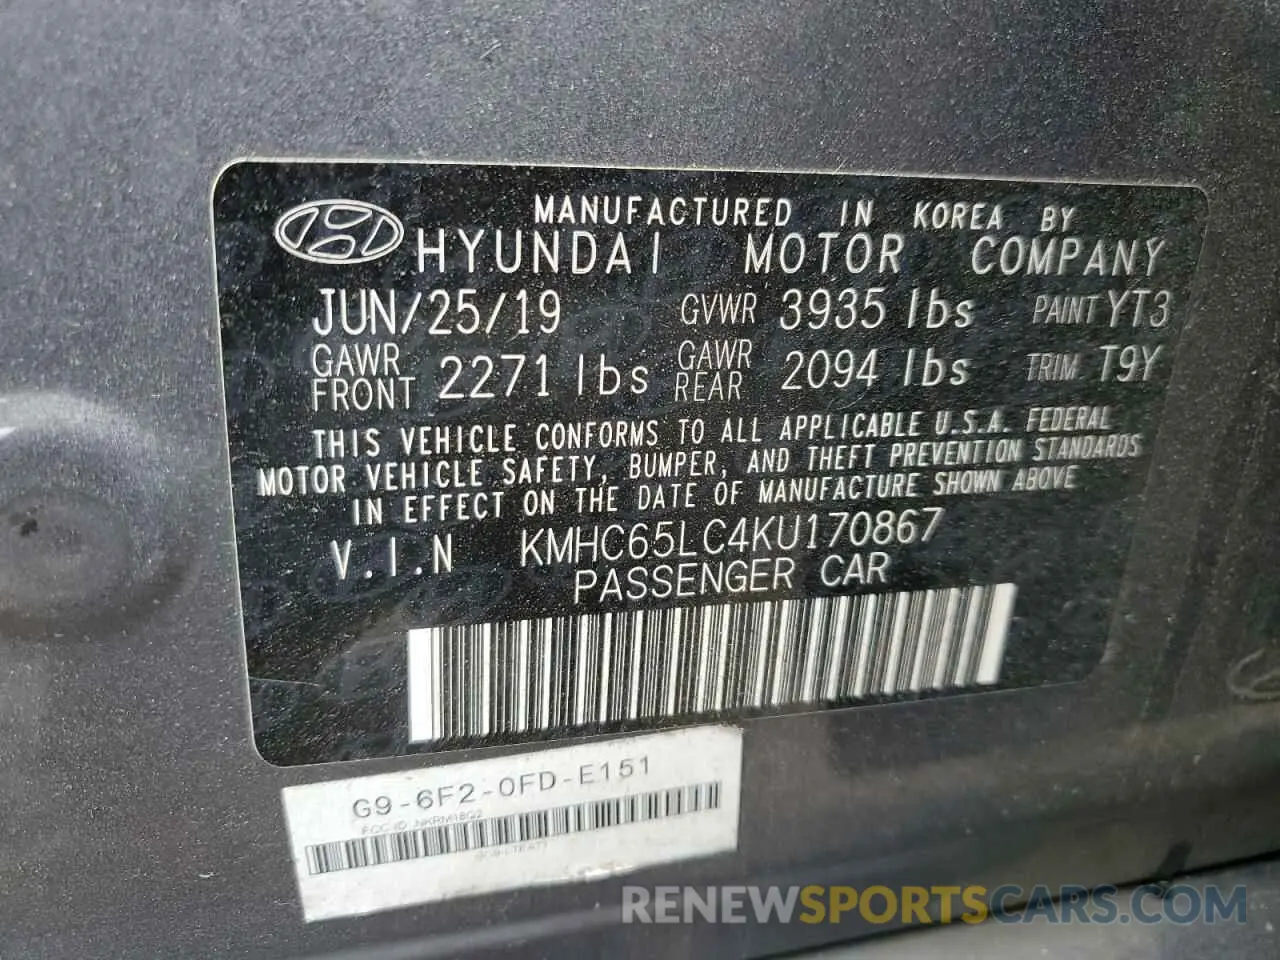 MANUFACTURED IN KOREA BY
HYUNDAI MOTOR COMPANY
JUN/25/19 GVWR 3935 lbs PAINT YT3
GAWR FRONT 2271 lbs GAWR REAR 2094 lbs TRIM T9Y
THIS VEHICLE CONFORMS TO ALL APPLICABLE U.S.A. FEDERAL
MOTOR VEHICLE SAFETY, BUMPER, AND THEFT PREVENTION STANDARDS
IN EFFECT ON THE DATE OF MANUFACTURE SHOWN ABOVE
V.I.N KMHC65LC4KU170867
PASSENGER CAR
G9-6F2-0FD-E151
FCC ID
RENEWSPORTSCARS.COM